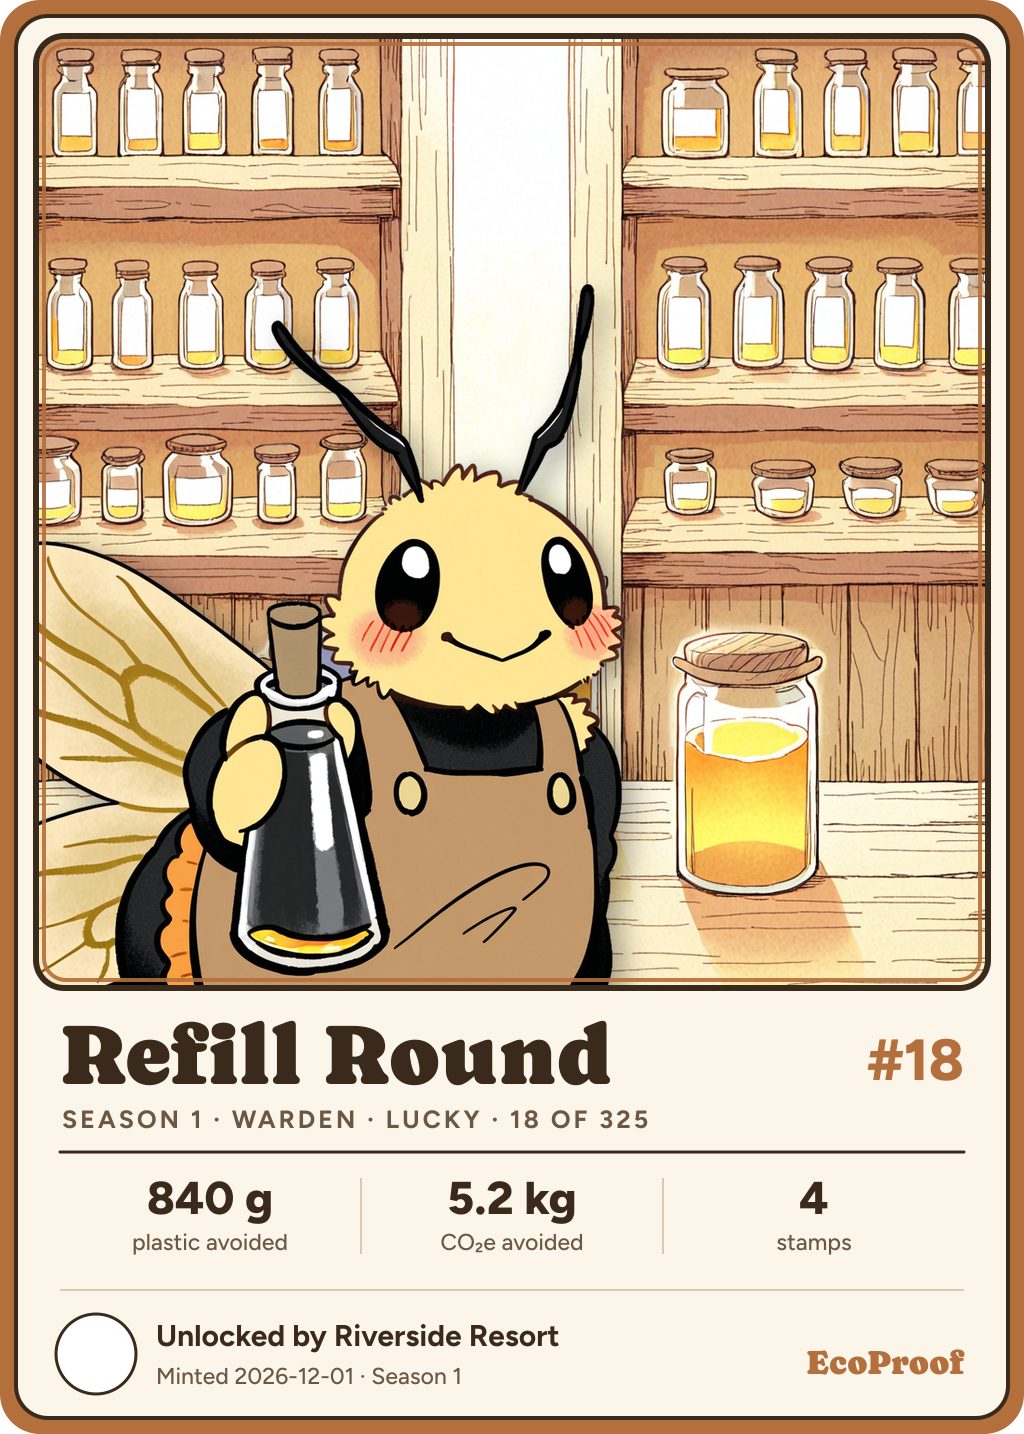 Refill Round
#18
SEASON 1 · WARDEN · LUCKY · 18 OF 325
840 g
plastic avoided
5.2 kg
CO₂e avoided
4
stamps
Unlocked by Riverside Resort
Minted 2026-12-01 · Season 1
EcoProof